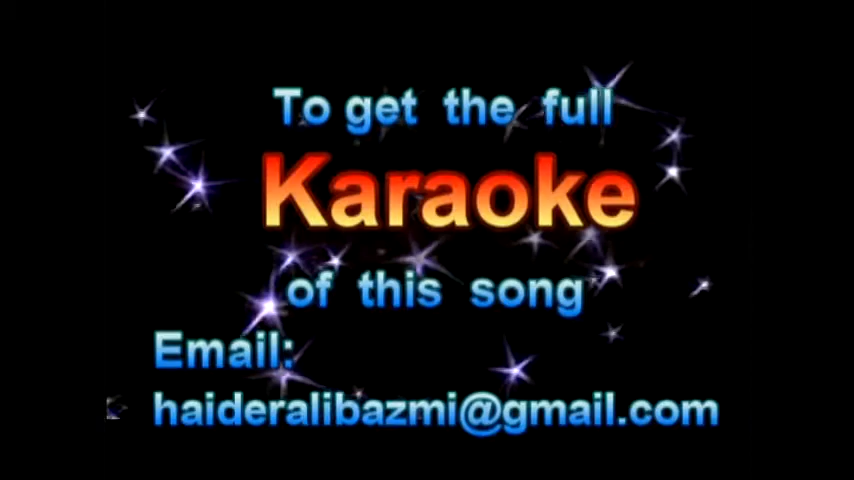 To get the full
Karaoke
of this song
Email:
haideralibazmi@gmail.com